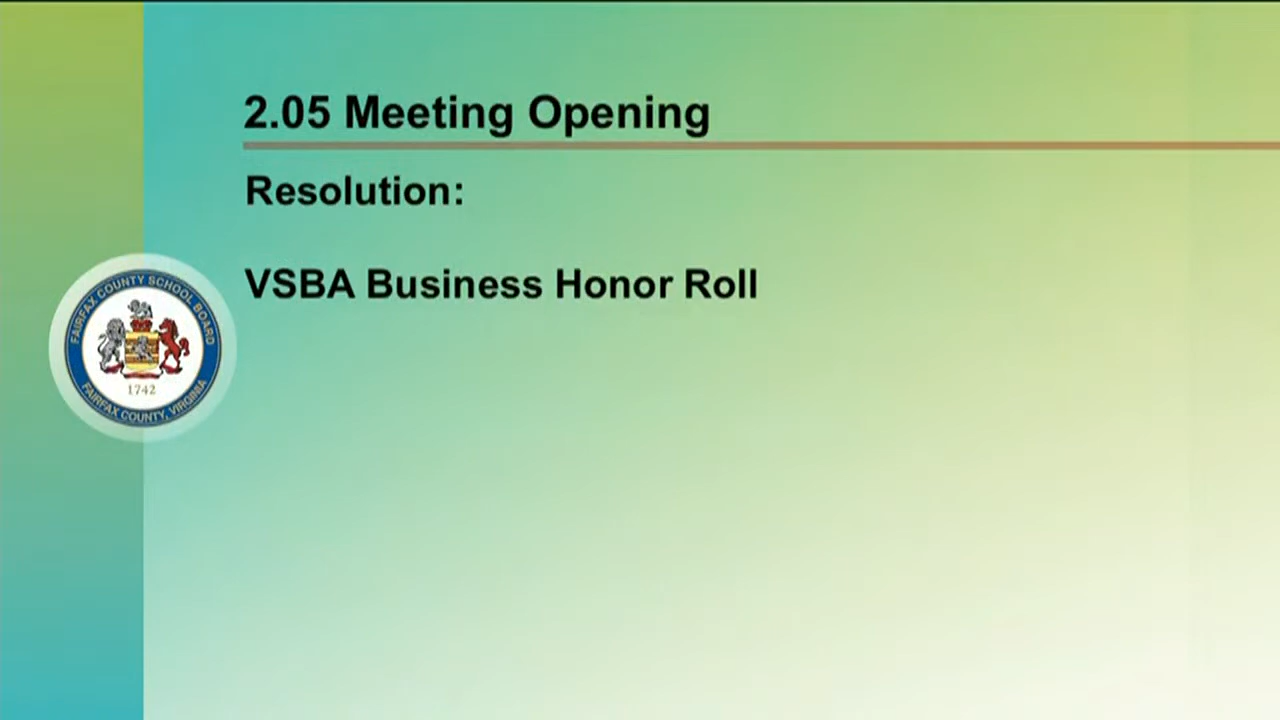 2.05 Meeting Opening
Resolution:
VSBA Business Honor Roll
FAIRFAX COUNTY SCHOOL BOARD
1742
FAIRFAX COUNTY, VIRGINIA